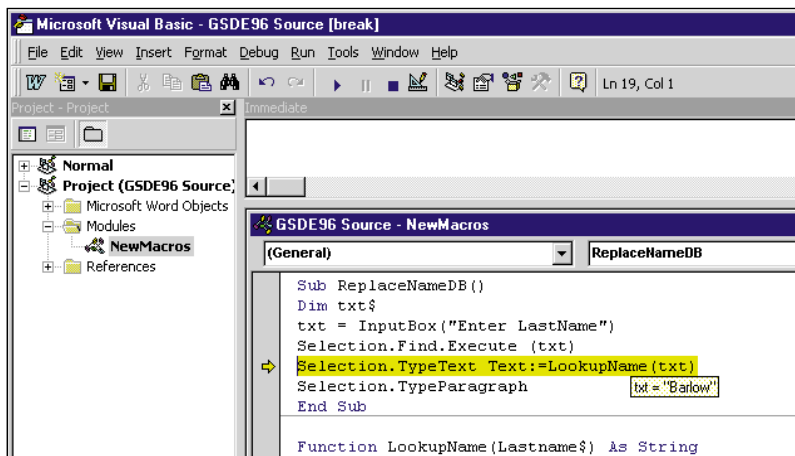 Microsoft Visual Basic - GSDE96 Source [break]
File Edit View Insert Format Debug Run Tools Window Help
Ln 19, Col 1
Project - Project
Immediate
Normal
Project (GSDE96 Source)
Microsoft Word Objects
Modules
NewMacros
References
GSDE96 Source - NewMacros
(General)
ReplaceNameDB
Sub ReplaceNameDB()
Dim txt$
txt = InputBox("Enter LastName")
Selection.Find.Execute (txt)
Selection.TypeText Text:=LookupName(txt)
Selection.TypeParagraph
txt = "Barlow"
End Sub
Function LookupName(Lastname$) As String